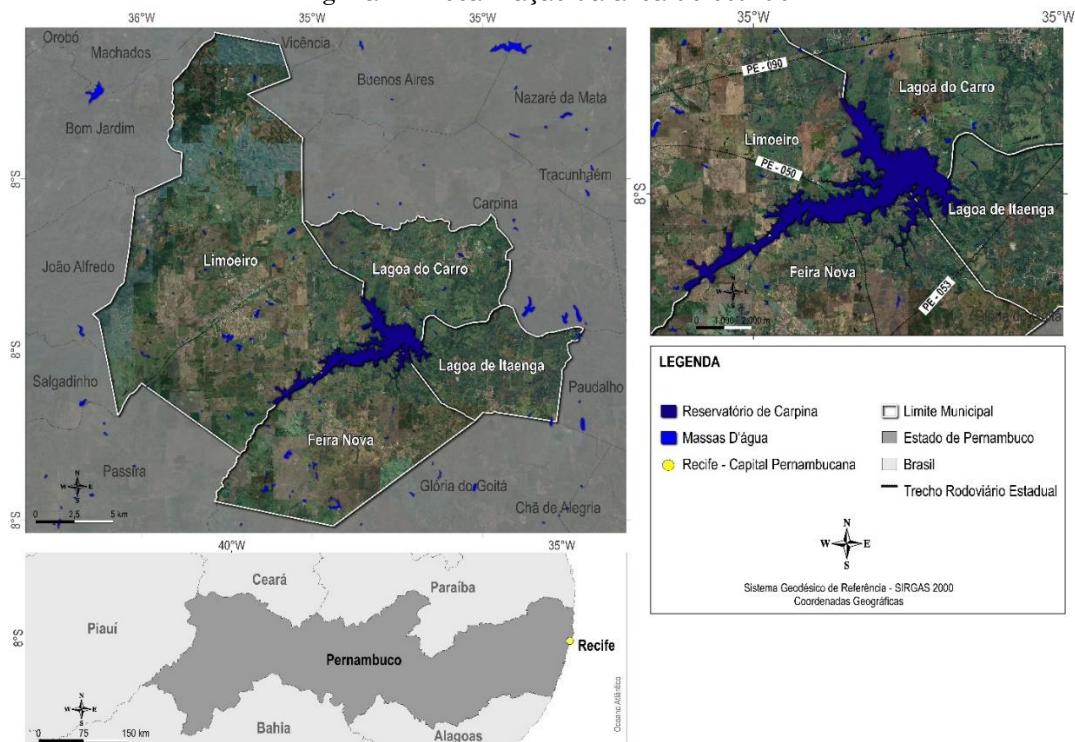 36°W
35°W
35°W
35°W
Orobó
Machados
Vicência
Buenos Aires
Nazaré da Mata
Bom Jardim
8°S
Tracunhaém
Carpina
João Alfredo
Limoeiro
Lagoa do Carro
8°S
Lagoa de Itaenga
Salgadinho
Paudalho
Feira Nova
Passira
Glória do Goitá
Chã de Alegria
N
W E
S
0 2,5 5 km
8°S
PE - 090
Lagoa do Carro
Limoeiro
PE - 050
8°S
Lagoa de Itaenga
Feira Nova
PE - 053
N
W E
S
35°W
LEGENDA
Reservatório de Carpina
Massas D'água
Recife - Capital Pernambucana
Limite Municipal
Estado de Pernambuco
Brasil
Trecho Rodoviário Estadual
N
W E
S
Sistema Geodésico de Referência - SIRGAS 2000
Coordenadas Geográficas
40°W
35°W
Ceará
Paraíba
Piauí
8°S
Pernambuco
Recife
Oceano Atlântico
Bahia
Alagoas
N
W E
S
0 75 150 km